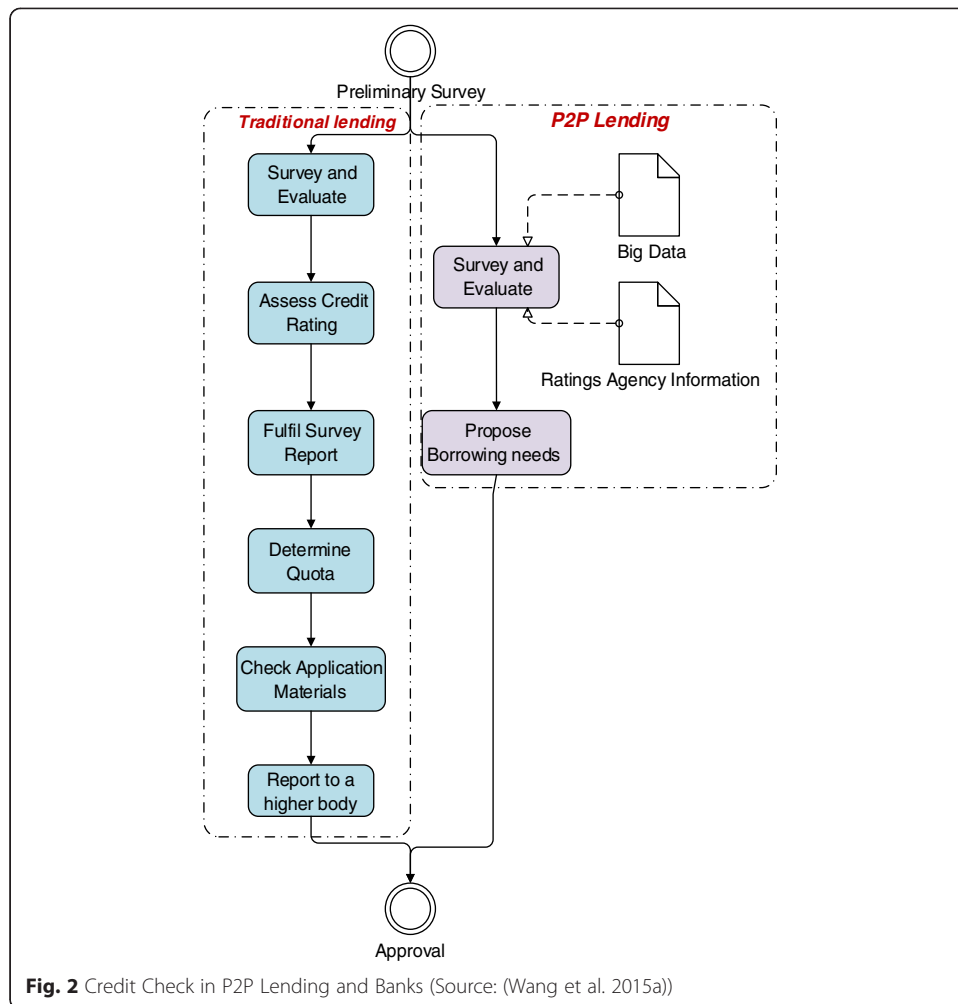 Preliminary Survey
Traditional lending
Survey and
Evaluate
Assess Credit
Rating
Fulfil Survey
Report
Determine
Quota
Check Application
Materials
Report to a
higher body
P2P Lending
Big Data
Survey and
Evaluate
Ratings Agency Information
Propose
Borrowing needs
Approval
Fig. 2 Credit Check in P2P Lending and Banks (Source: (Wang et al. 2015a))